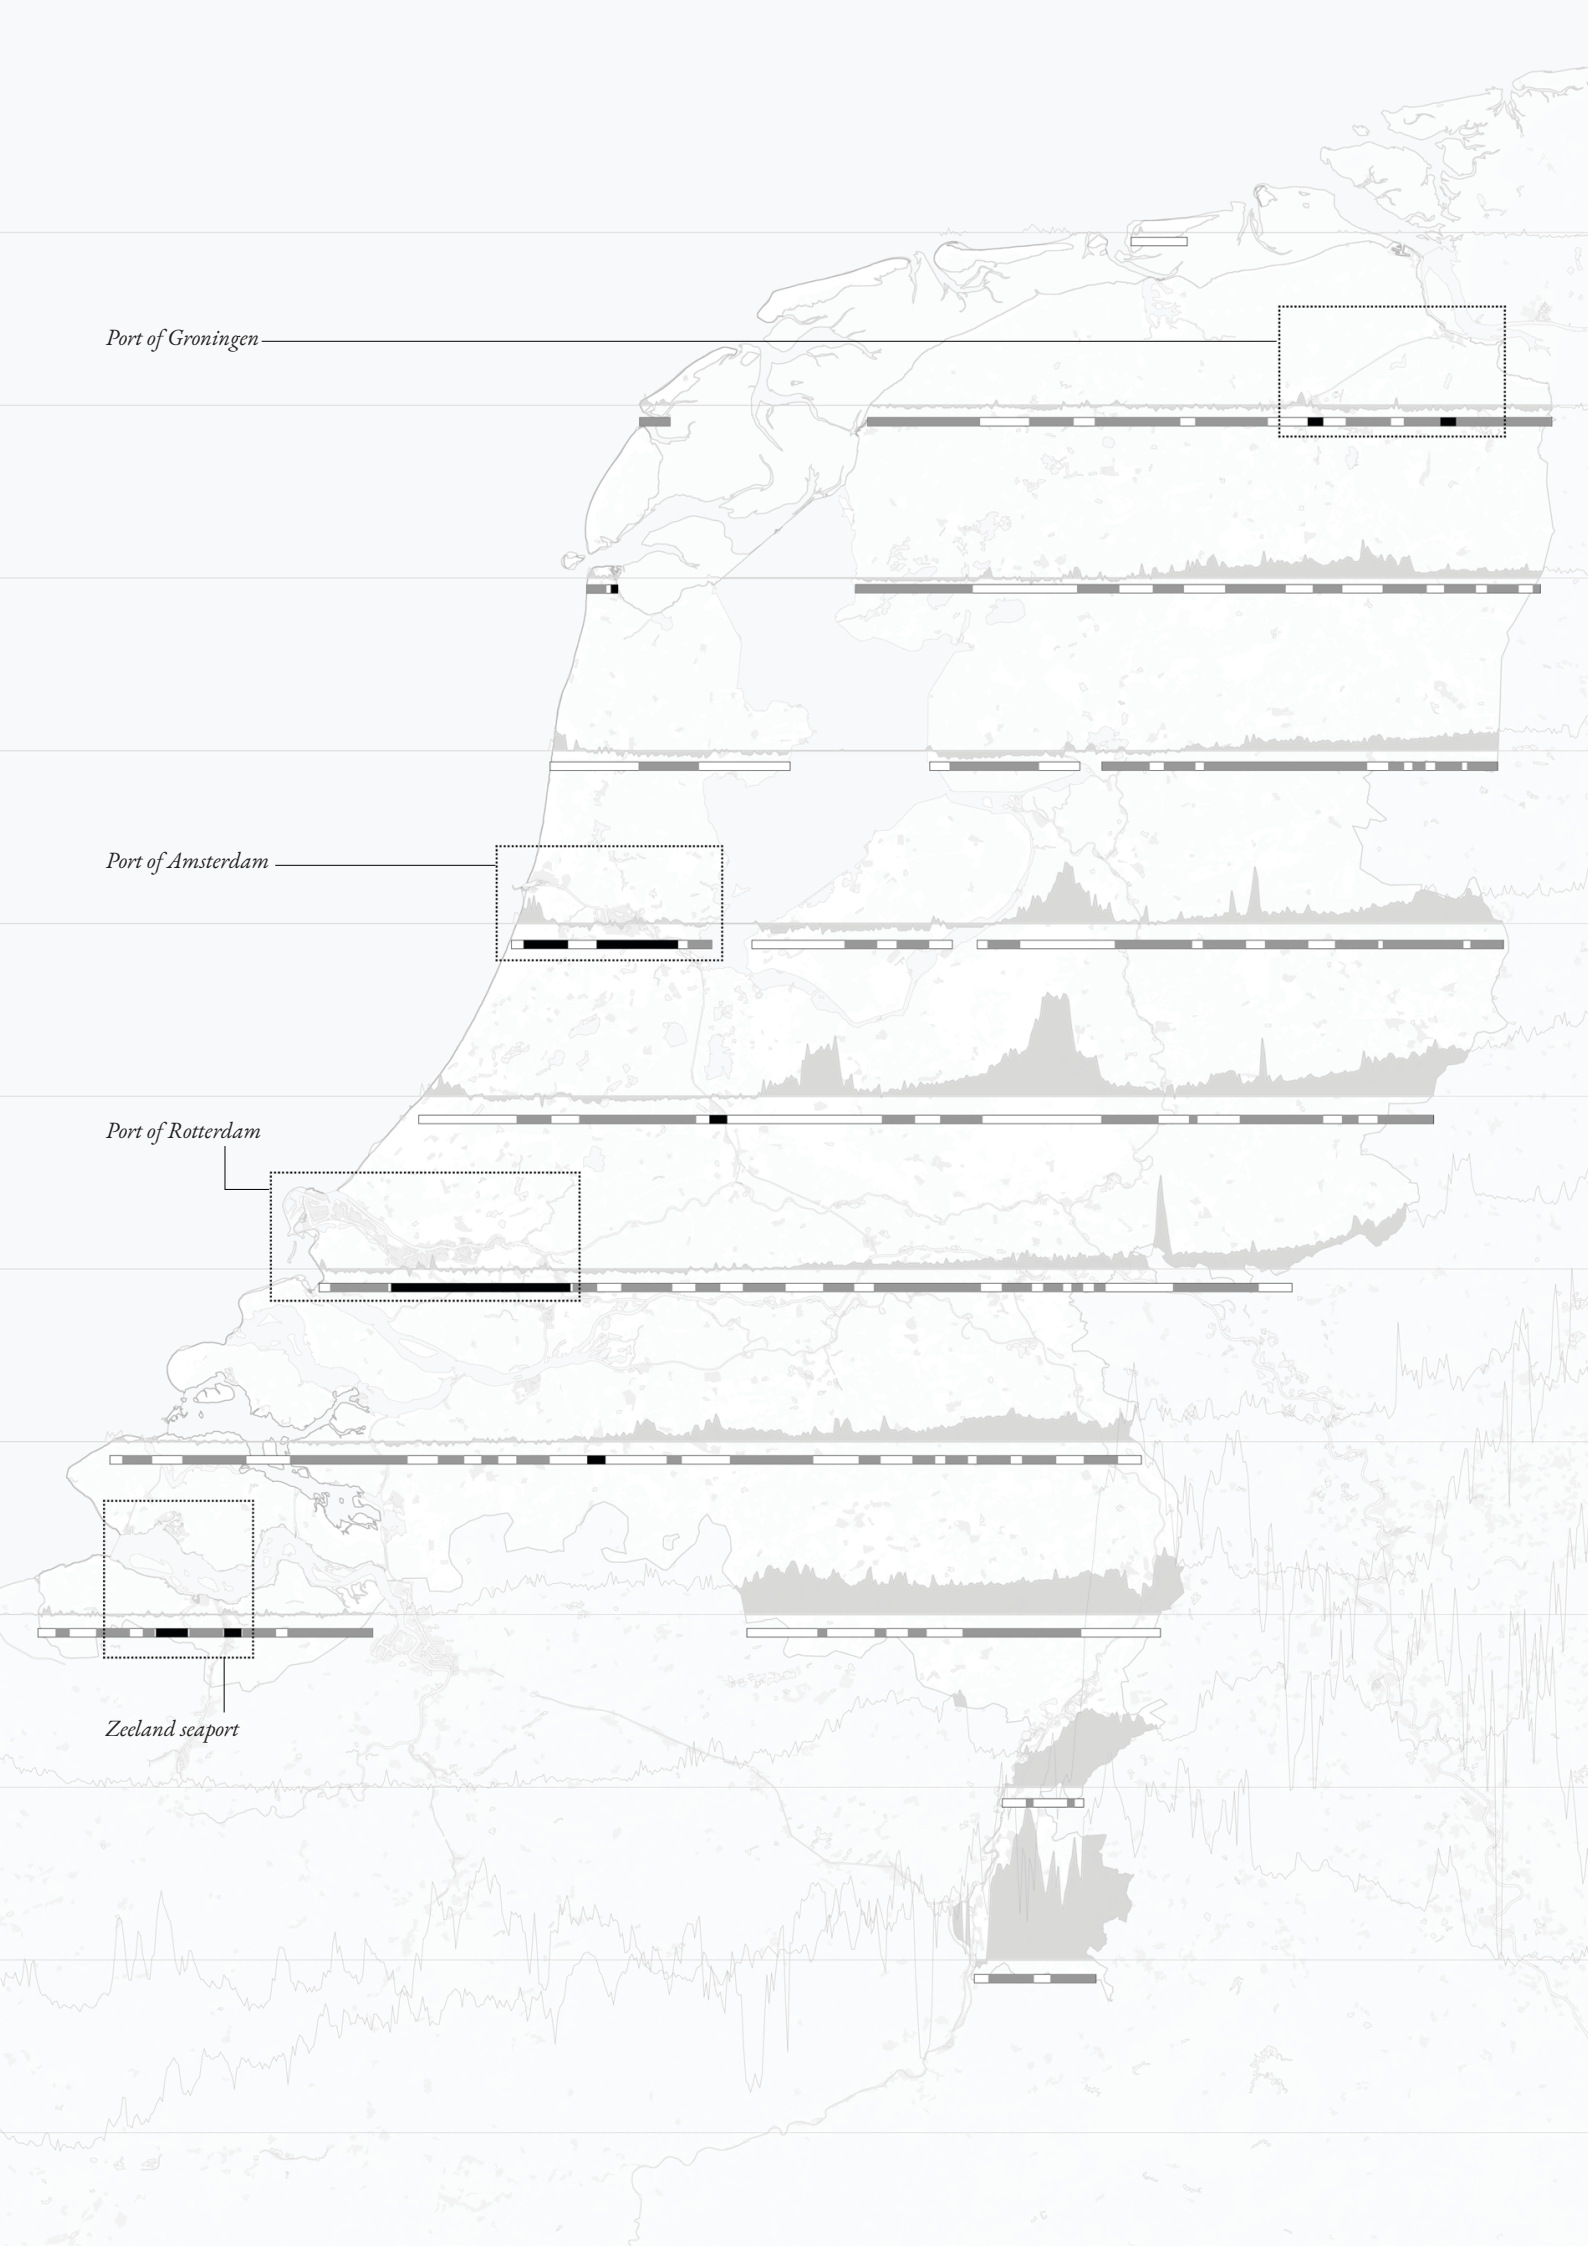 Port of Groningen
Port of Amsterdam
Port of Rotterdam
Zeeland seaport